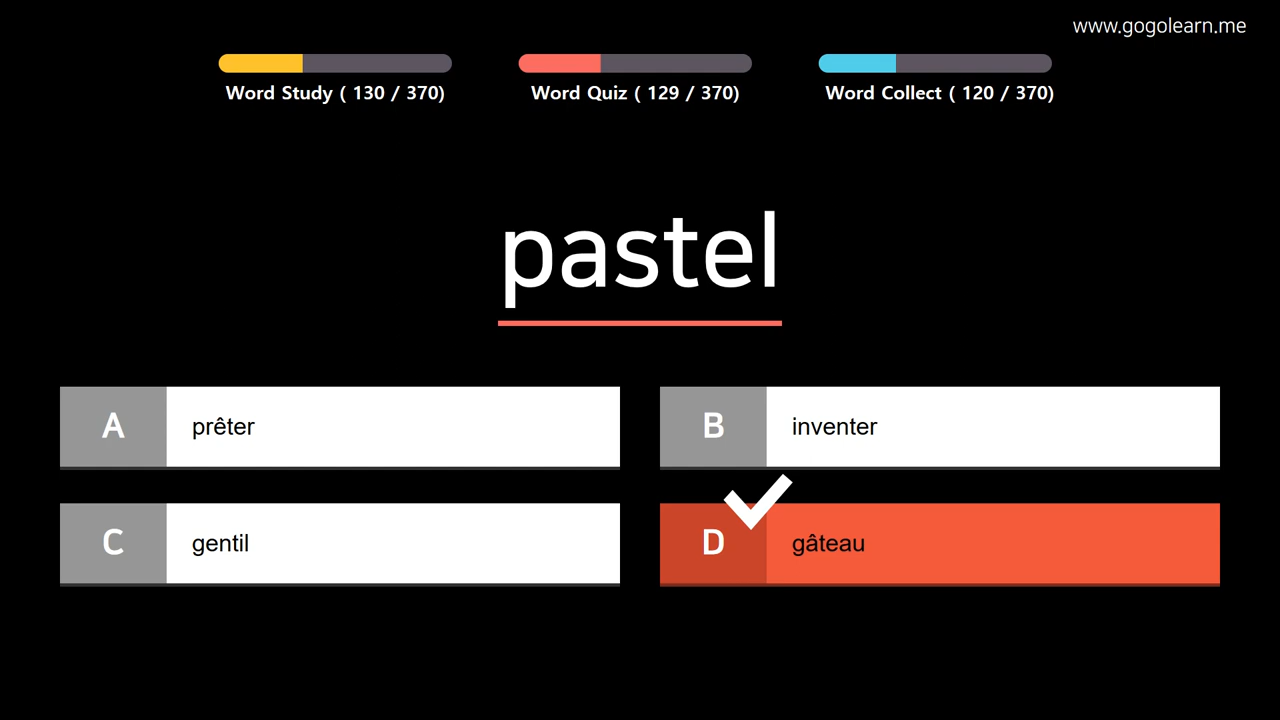 www.gogolearn.me
Word Study ( 130 / 370)
Word Quiz ( 129 / 370)
Word Collect ( 120 / 370)
pastel
A prêter
B inventer
C gentil
D gâteau